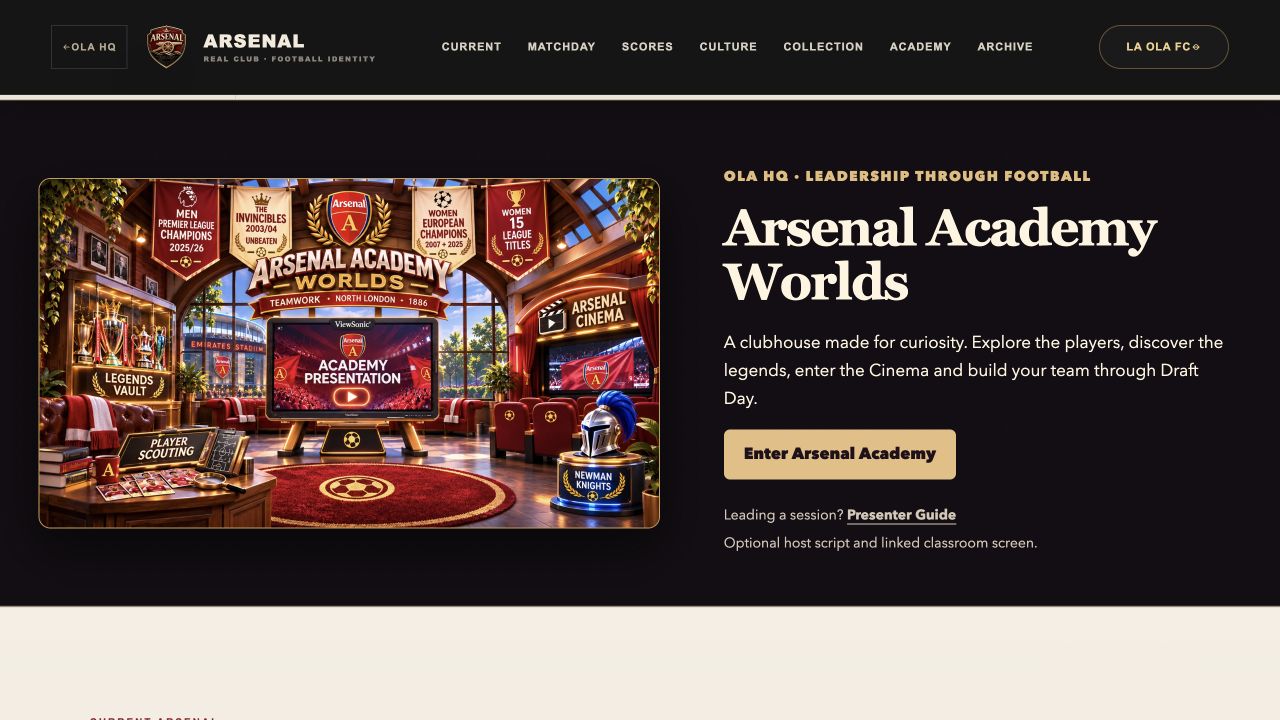 ←OLA HQ
ARSENAL
ARSENAL
REAL CLUB · FOOTBALL IDENTITY
CURRENT
MATCHDAY
SCORES
CULTURE
COLLECTION
ACADEMY
ARCHIVE
LA OLA FC
MEN
PREMIER LEAGUE
CHAMPIONS
2025/26
THE
INVINCIBLES
2003/04
UNBEATEN
Arsenal
A
WOMEN
EUROPEAN
CHAMPIONS
2007 + 2025
WOMEN
15
LEAGUE
TITLES
ARSENAL ACADEMY
WORLDS
TEAMWORK • NORTH LONDON • 1886
EMIRATES STADIUM
Arsenal
LEGENDS
VAULT
ViewSonic
Arsenal
A
ACADEMY
PRESENTATION
ARSENAL
CINEMA
Arsenal
A
PLAYER
SCOUTING
A
NEWMAN
KNIGHTS
OLA HQ • LEADERSHIP THROUGH FOOTBALL
Arsenal Academy
Worlds
A clubhouse made for curiosity. Explore the players, discover the
legends, enter the Cinema and build your team through Draft
Day.
Enter Arsenal Academy
Leading a session? Presenter Guide
Optional host script and linked classroom screen.
CURRENT ARSENAL